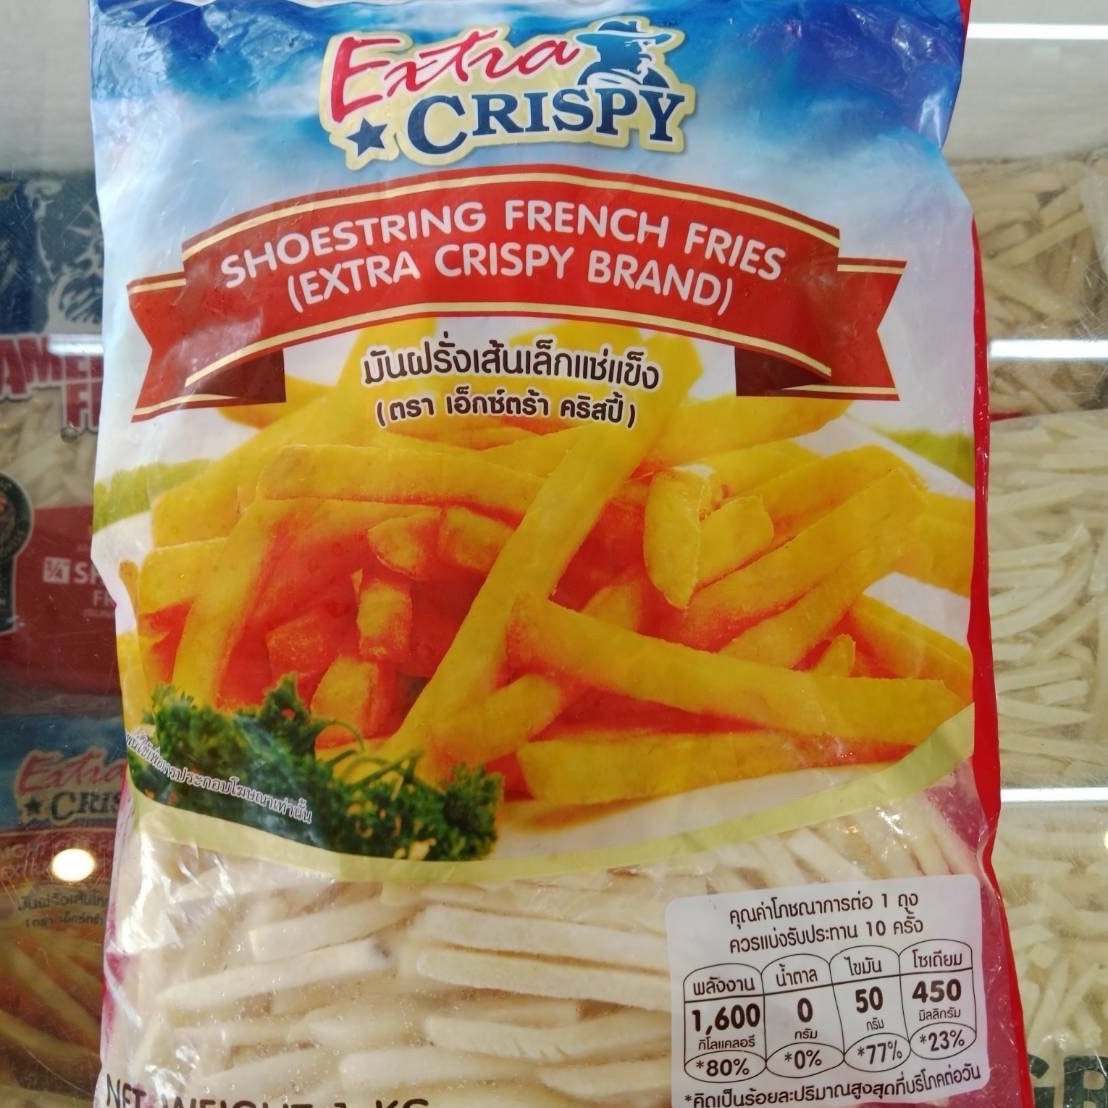 Extra
CRISPY
SHOESTRING FRENCH FRIES
(EXTRA CRISPY BRAND)
มันฝรั่งเส้นเล็กแช่แข็ง
(ตรา เอ็กซ์ตร้า คริสปี้)
คุณค่าโภชนาการต่อ 1 ถุง
ควรแบ่งรับประทาน 10 ครั้ง
พลังงาน น้ำตาล ไขมัน โซเดียม
1,600 0 50 450
กิโลแคลอรี กรัม กรัม มิลลิกรัม
*80% *0% *77% *23%
*คิดเป็นร้อยละปริมาณสูงสุดที่บริโภคต่อวัน
NET WEIGHT 1 KG
Extra